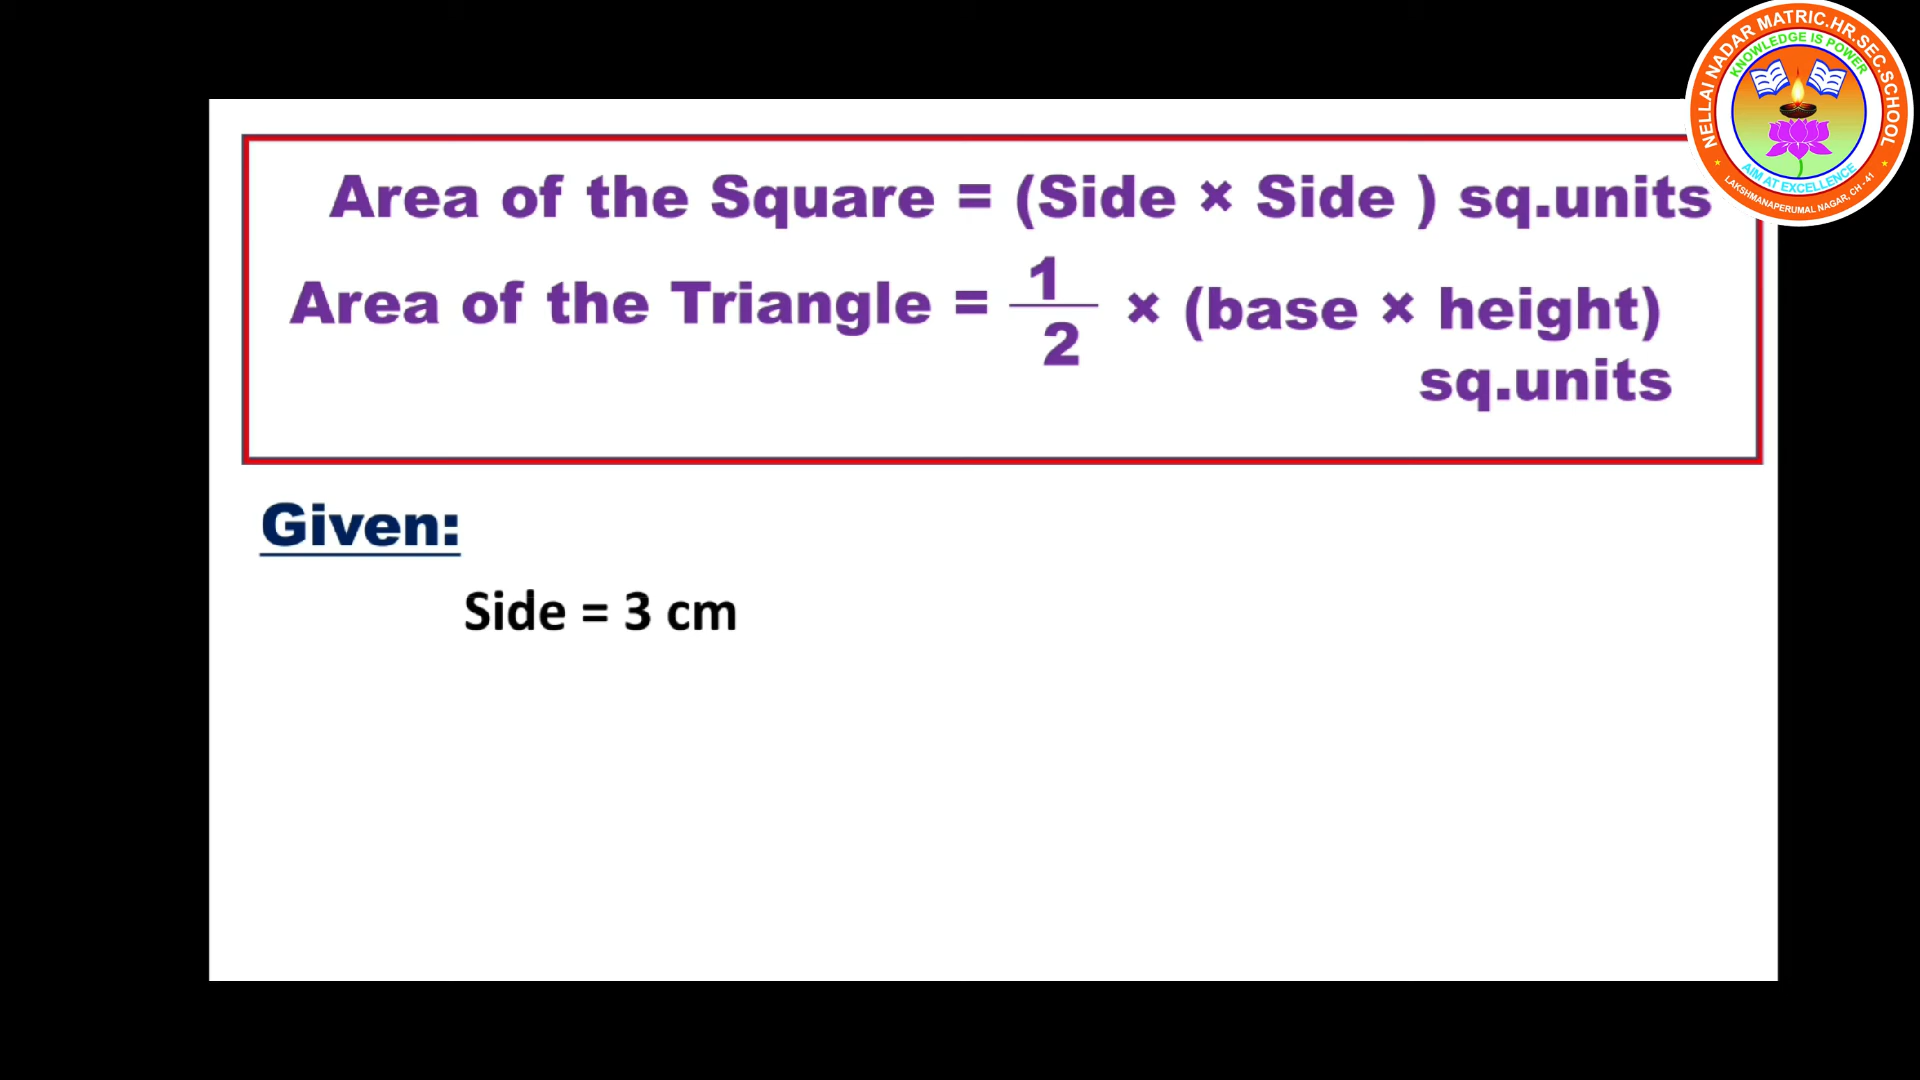 NELLAI NADAR MATRIC.HR.SEC.SCHOOL
KNOWLEDGE IS POWER
AIM AT EXCELLENCE
LAKSHMANAPERUMAL NAGAR, CH - 41
Area of the Square = (Side × Side ) sq.units
Area of the Triangle = 1/2 × (base × height)
sq.units
Given:
Side = 3 cm